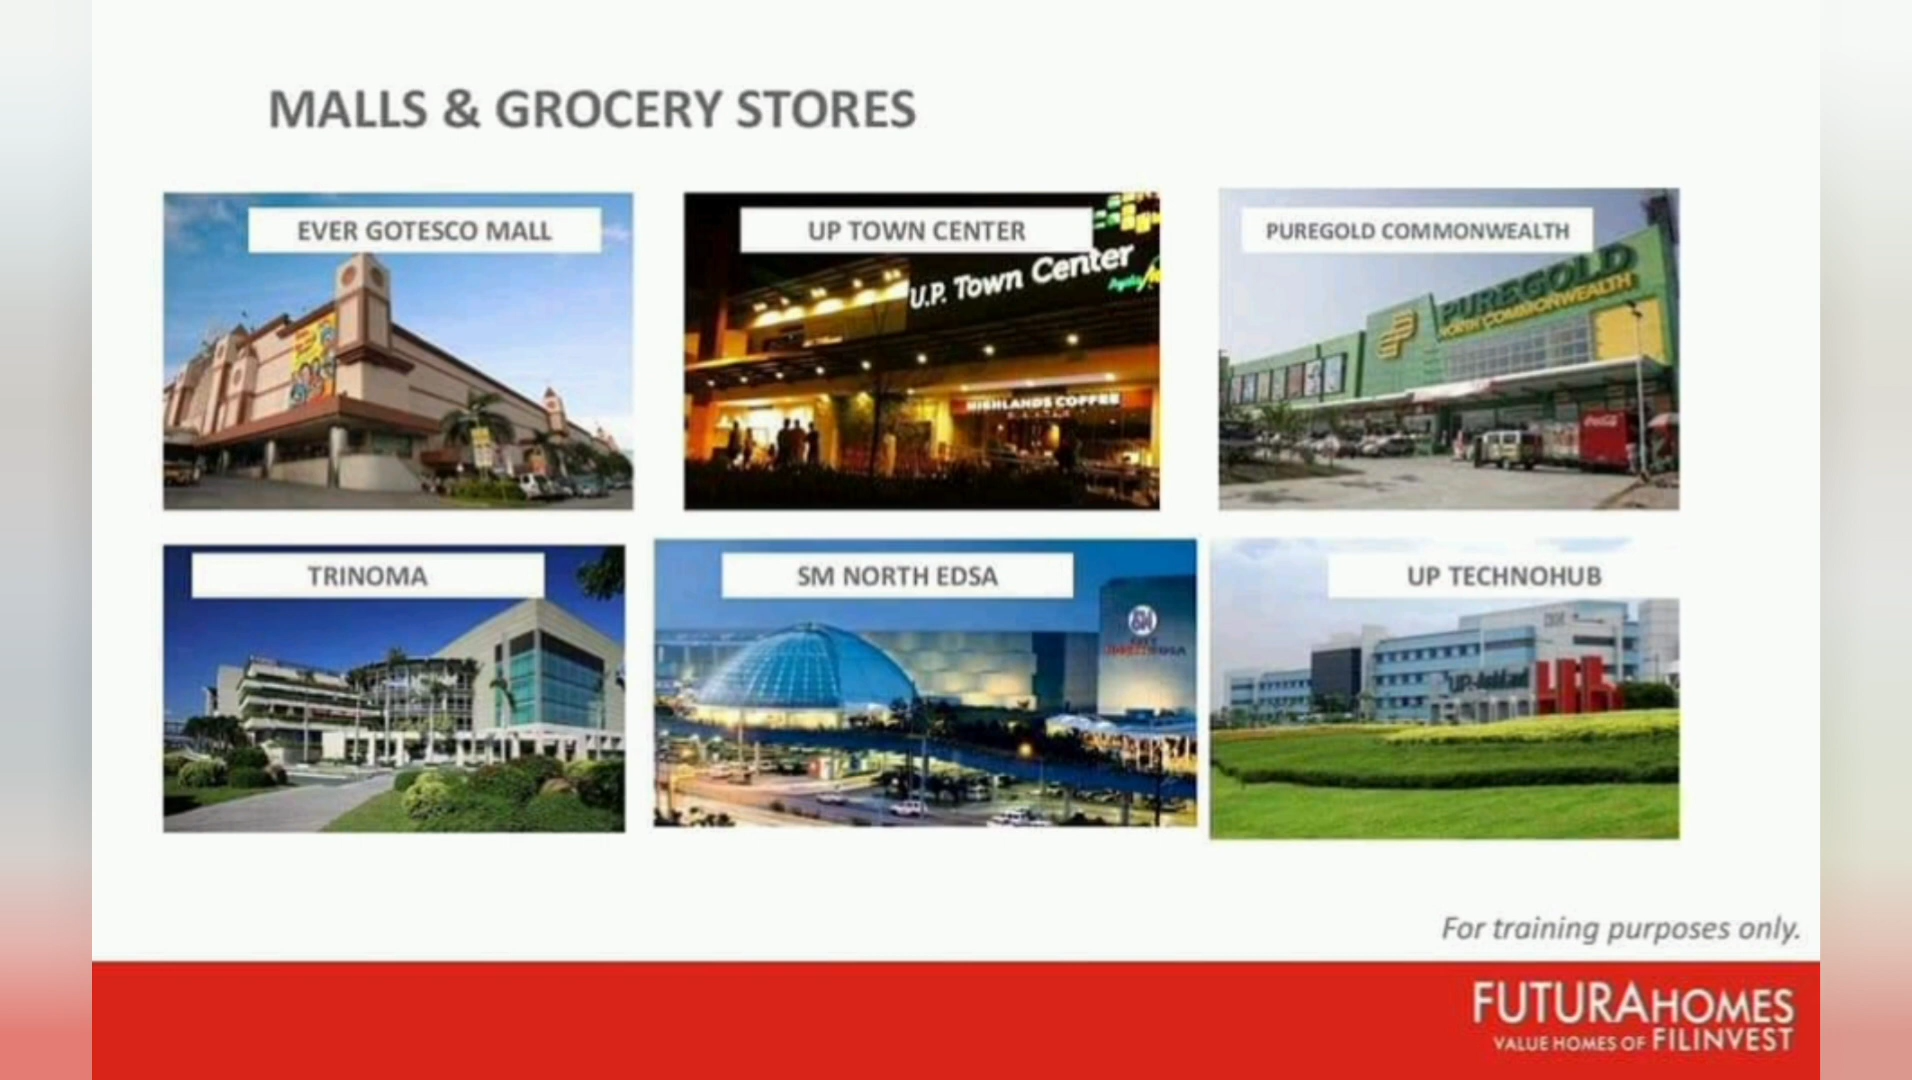 MALLS & GROCERY STORES
EVER GOTESCO MALL
UP TOWN CENTER
PUREGOLD COMMONWEALTH
U.P. Town Center
PUREGOLD
NORTH COMMONWEALTH
HIGHLANDS COFFEE
TRINOMA
SM NORTH EDSA
UP TECHNOHUB
For training purposes only.
FUTURAHOMES
VALUE HOMES OF FILINVEST